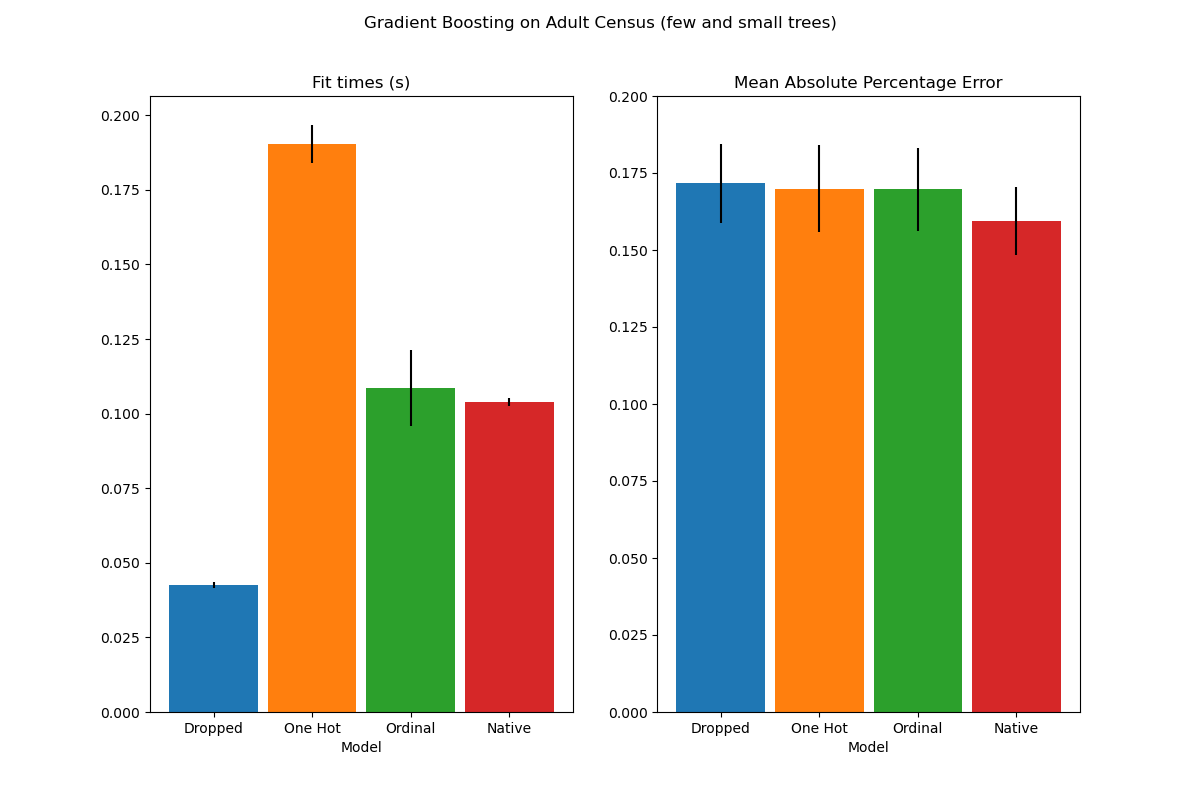 Gradient Boosting on Adult Census (few and small trees)
Fit times (s)
0.200
0.175
0.150
0.125
0.100
0.075
0.050
0.025
0.000
Dropped One Hot Ordinal Native
Model
Mean Absolute Percentage Error
0.200
0.175
0.150
0.125
0.100
0.075
0.050
0.025
0.000
Dropped One Hot Ordinal Native
Model